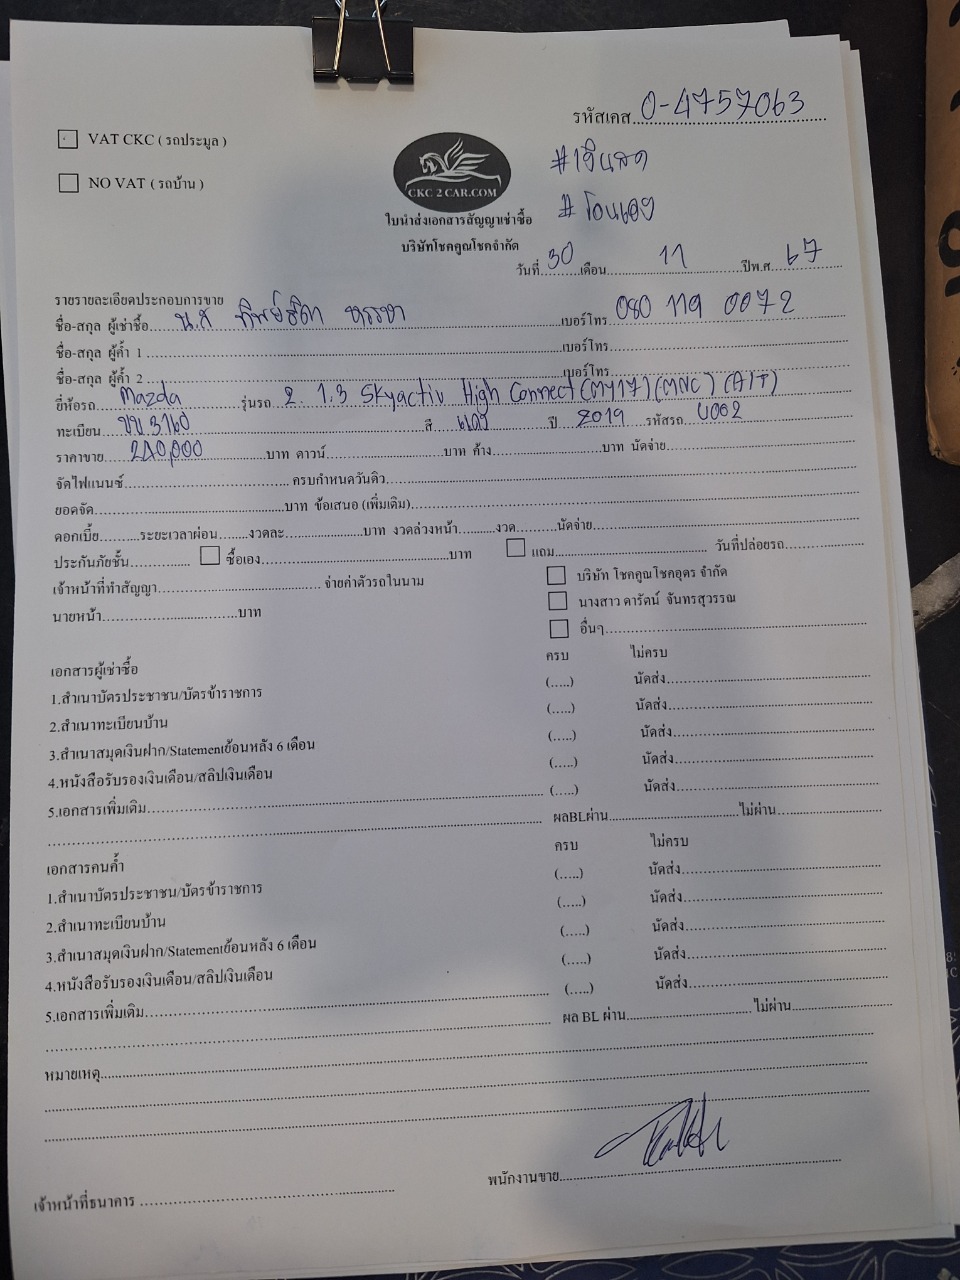 รหัสเคส 0-4757063
VAT CKC ( รถประมูล )
#เงินสด
NO VAT ( รถบ้าน )
CKC 2 CAR.COM
#โอนเอง
ใบนำส่งเอกสารสัญญาเช่าซื้อ
บริษัทโชคคูณโชคจำกัด
วันที่ 30 เดือน 11 ปีพ.ศ. 67
รายรายละเอียดประกอบการขาย
ชื่อ-สกุล ผู้เช่าซื้อ น.ส ทิพย์ธิดา เบอร์โทร 080 119 0072
ชื่อ-สกุล ผู้ค้ำ 1 เบอร์โทร
ชื่อ-สกุล ผู้ค้ำ 2 เบอร์โทร
ยี่ห้อรถ Mazda รุ่นรถ 2 1.3 Skyactiv High Connect (MY17) (MNC) (A/T)
ทะเบียน ขข 3160 สี แดง ปี 2019 รหัสรถ
ราคาขาย บาท ดาวน์ บาท ค้าง บาท นัดจ่าย
จัดไฟแนนซ์ ครบกำหนดวันดิว
ยอดจัด บาท ข้อเสนอ (เพิ่มเติม)
ดอกเบี้ย ระยะเวลาผ่อน งวดละ บาท งวดล่วงหน้า งวด นัดจ่าย
ประกันภัยชั้น ซื้อเอง บาท แถม วันที่ปล่อยรถ
เจ้าหน้าที่ทำสัญญา จ่ายค่าตัวรถในนาม บริษัท โชคคูณโชคอุดร จำกัด
นางสาว ดารัตน์ จันทรสุวรรณ
นายหน้า บาท
อื่นๆ
เอกสารผู้เช่าซื้อ ครบ ไม่ครบ
1.สำเนาบัตรประชาชน/บัตรข้าราชการ (.....) นัดส่ง
2.สำเนาทะเบียนบ้าน (.....) นัดส่ง
3.สำเนาสมุดเงินฝาก/Statementย้อนหลัง 6 เดือน (.....) นัดส่ง
4.หนังสือรับรองเงินเดือน/สลิปเงินเดือน (.....) นัดส่ง
5.เอกสารเพิ่มเติม (.....) นัดส่ง
ผลBLผ่าน ไม่ผ่าน
เอกสารคนค้ำ ครบ ไม่ครบ
1.สำเนาบัตรประชาชน/บัตรข้าราชการ (.....) นัดส่ง
2.สำเนาทะเบียนบ้าน (.....) นัดส่ง
3.สำเนาสมุดเงินฝาก/Statementย้อนหลัง 6 เดือน (.....) นัดส่ง
4.หนังสือรับรองเงินเดือน/สลิปเงินเดือน (.....) นัดส่ง
5.เอกสารเพิ่มเติม (.....) นัดส่ง
ผล BL ผ่าน ไม่ผ่าน
หมายเหตุ
พนักงานขาย
เจ้าหน้าที่ธนาคาร